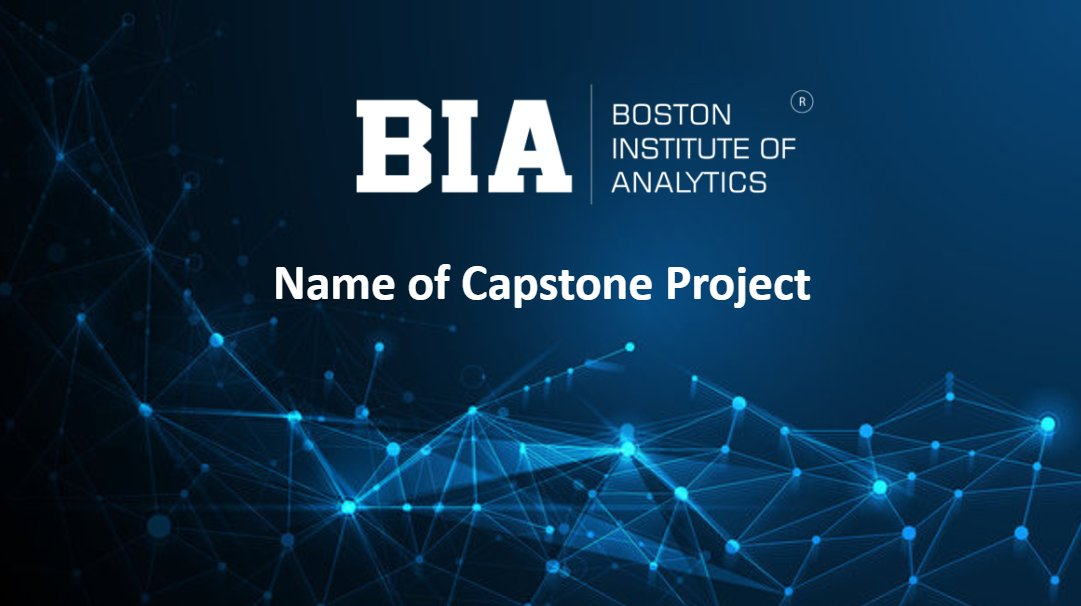 BIA
BOSTON
INSTITUTE OF
ANALYTICS
®
Name of Capstone Project